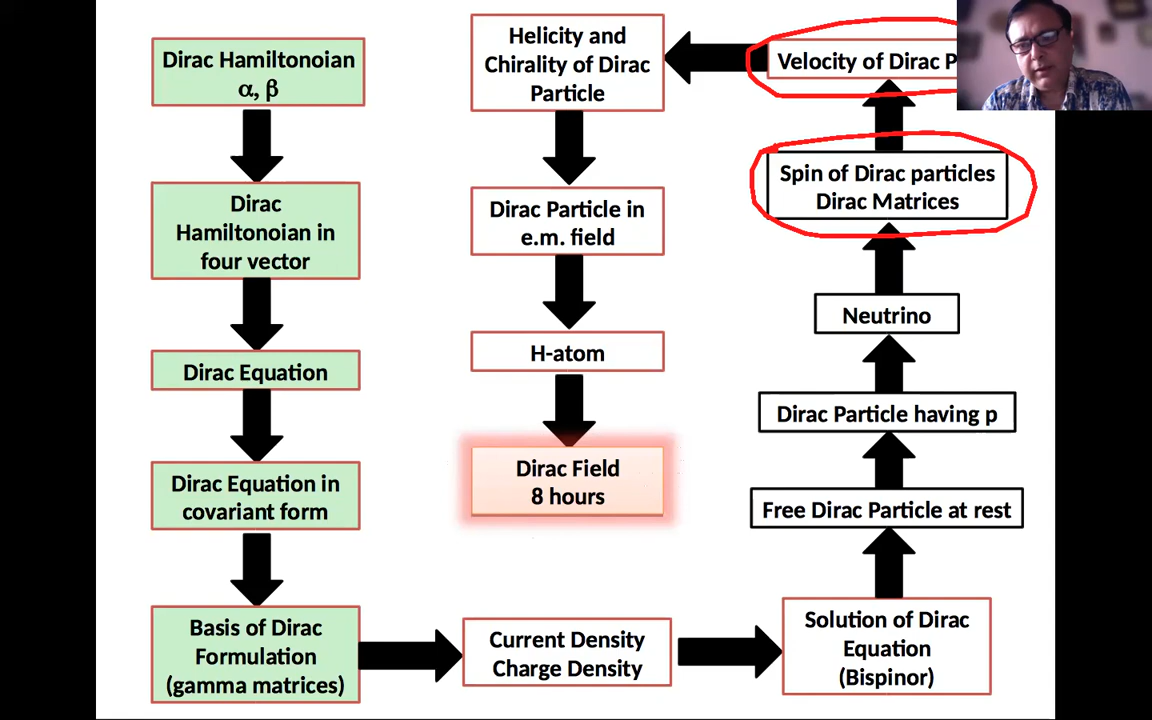 Dirac Hamiltonoian
α, β
Dirac
Hamiltonoian in
four vector
Dirac Equation
Dirac Equation in
covariant form
Basis of Dirac
Formulation
(gamma matrices)
Current Density
Charge Density
Solution of Dirac
Equation
(Bispinor)
Free Dirac Particle at rest
Dirac Particle having p
Neutrino
Spin of Dirac particles
Dirac Matrices
Velocity of Dirac P
Helicity and
Chirality of Dirac
Particle
Dirac Particle in
e.m. field
H-atom
Dirac Field
8 hours